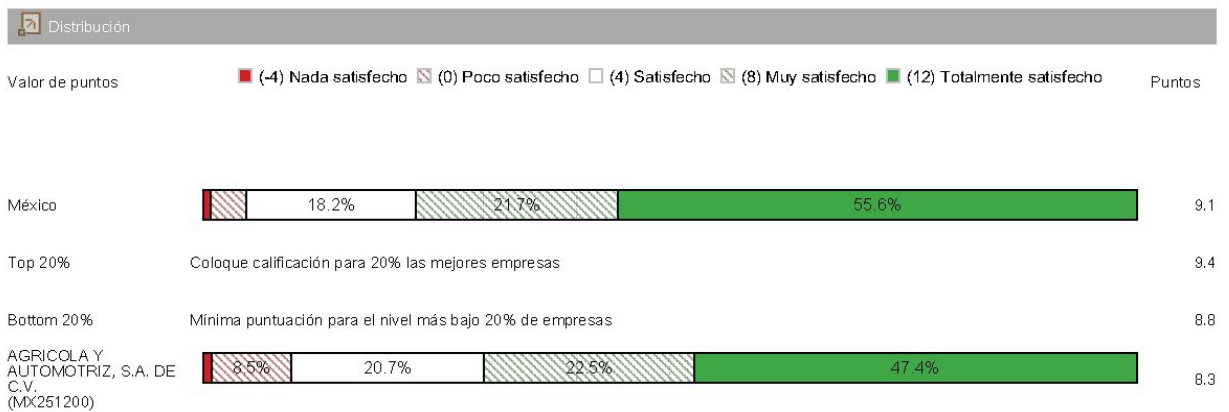 Distribución
Valor de puntos
(-4) Nada satisfecho (0) Poco satisfecho (4) Satisfecho (8) Muy satisfecho (12) Totalmente satisfecho
Puntos
México 18.2% 21.7% 55.6% 9.1
Top 20% Coloque calificación para 20% las mejores empresas 9.4
Bottom 20% Mínima puntuación para el nivel más bajo 20% de empresas 8.8
AGRICOLA Y
AUTOMOTRIZ, S.A. DE
C.V.
(MX251200)
8.5% 20.7% 22.5% 47.4% 8.3